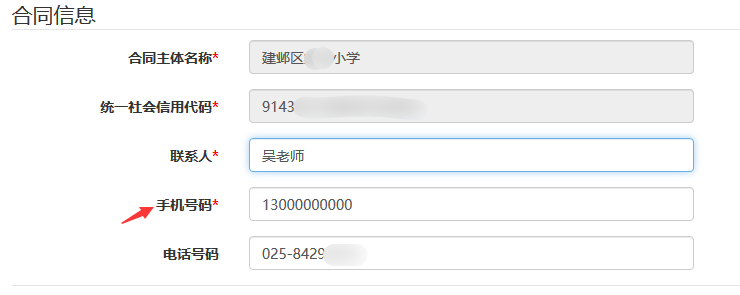 合同信息
合同主体名称* 建邺区 小学
统一社会信用代码* 9143
联系人* 吴老师
手机号码* 13000000000
电话号码 025-8429